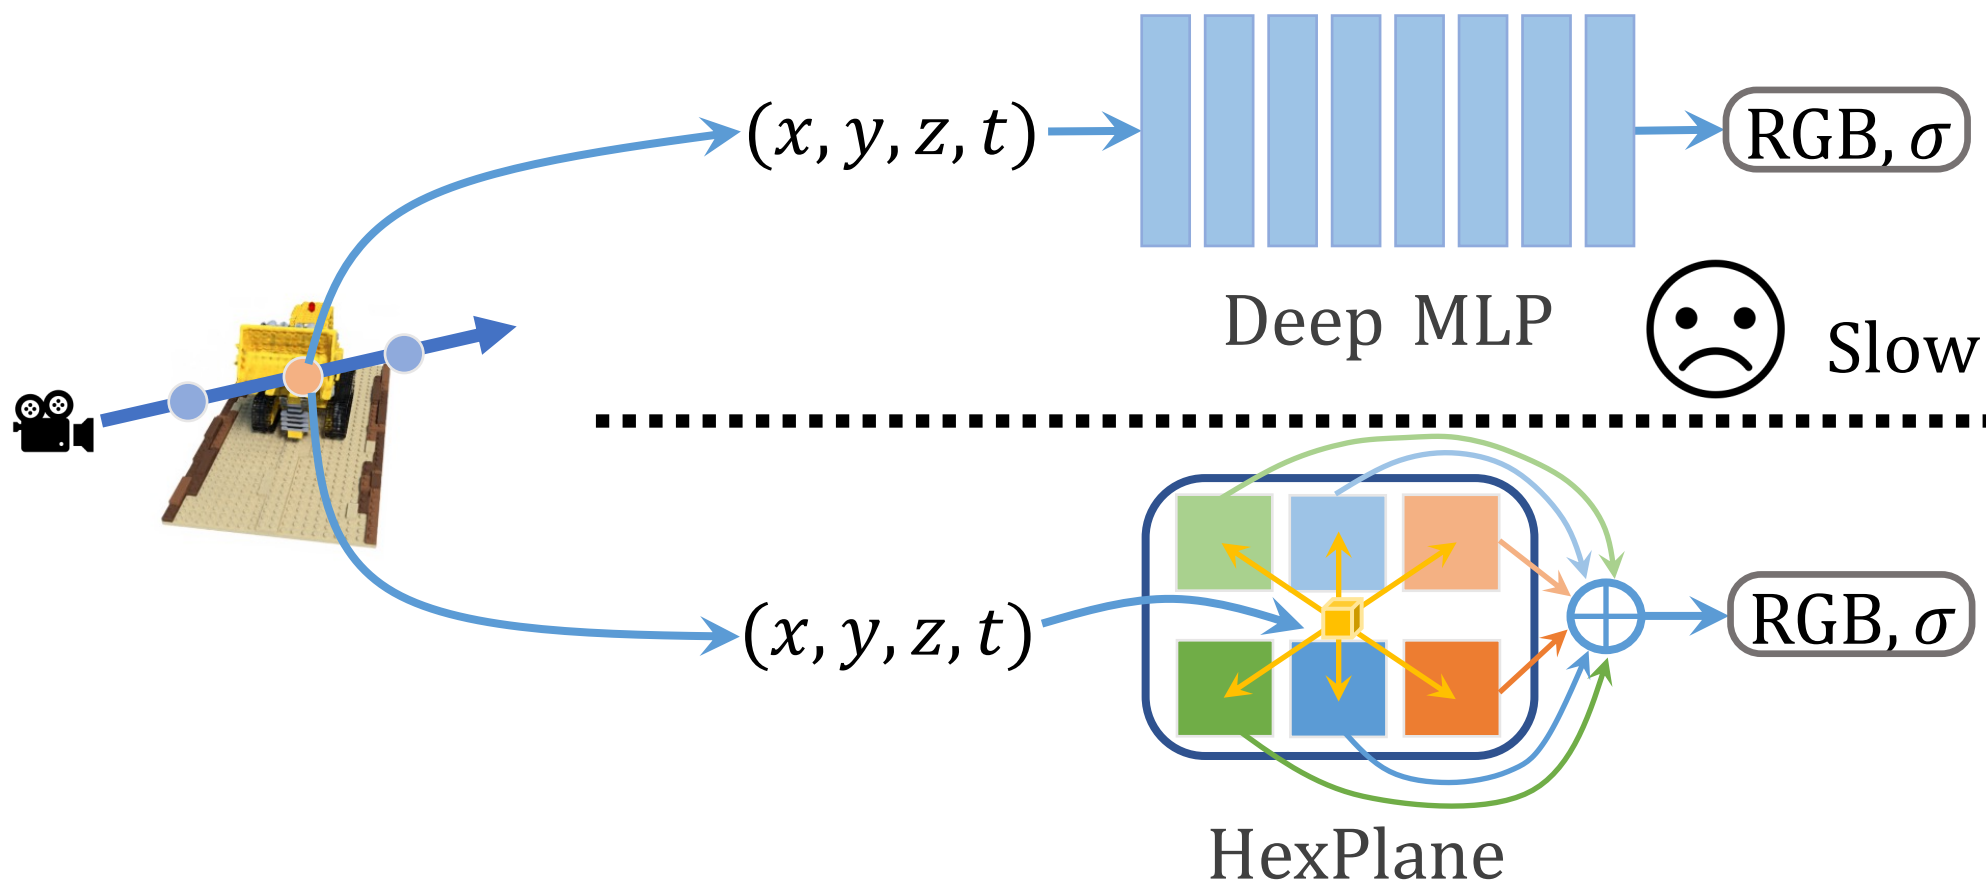 (x, y, z, t)
RGB, σ
Deep MLP
Slow
(x, y, z, t)
RGB, σ
HexPlane